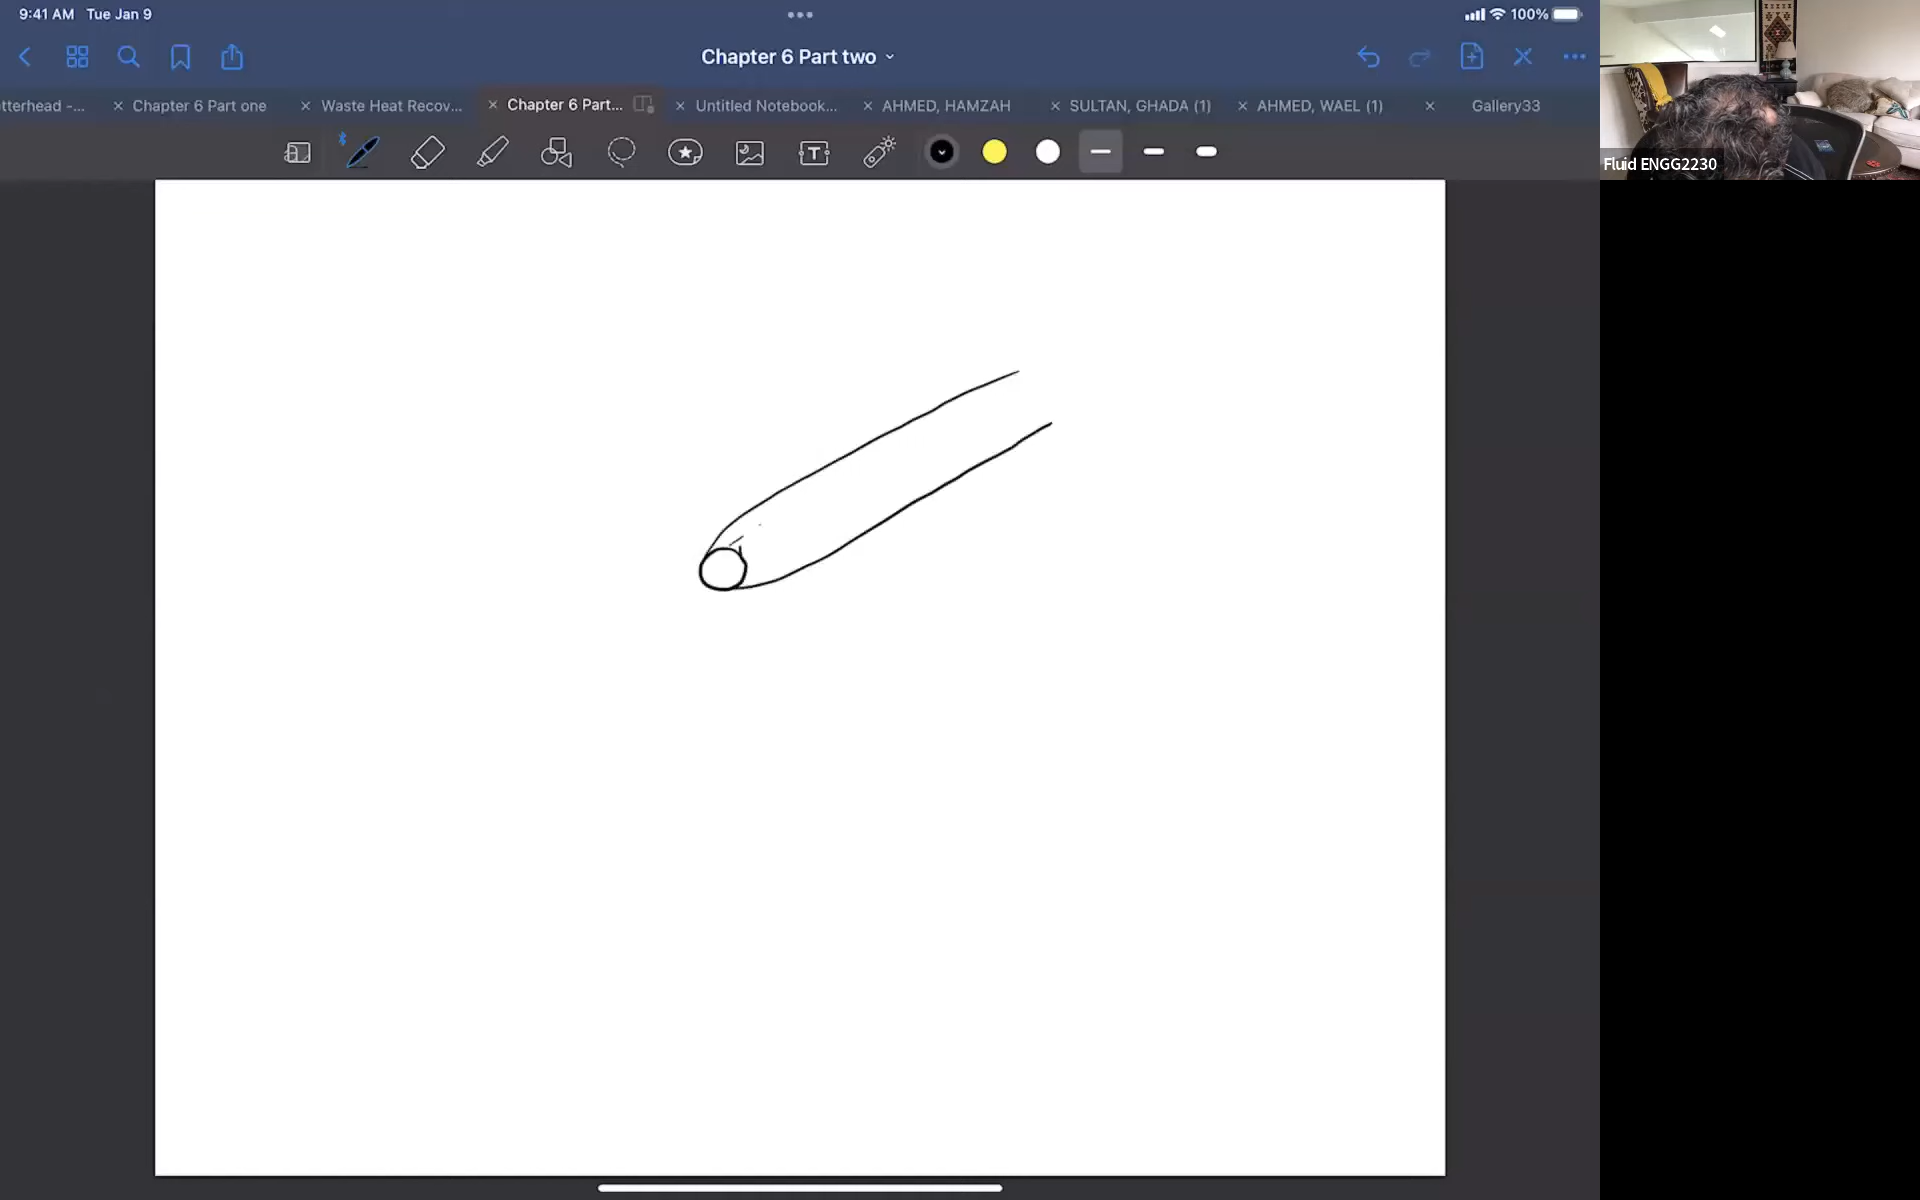 9:41 AM Tue Jan 9
100%
Chapter 6 Part two
tterhead -...
Chapter 6 Part one
Waste Heat Recov...
Chapter 6 Part...
Untitled Notebook...
AHMED, HAMZAH
SULTAN, GHADA (1)
AHMED, WAEL (1)
Gallery33
T
Fluid ENGG2230